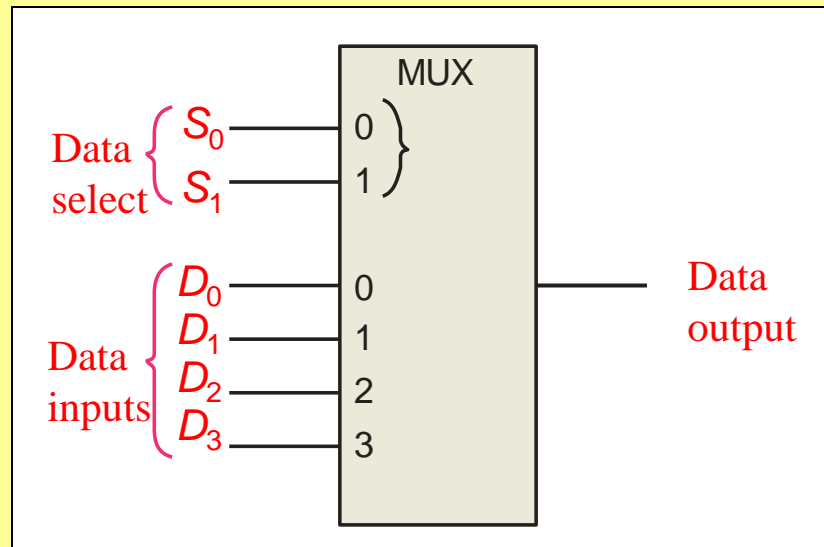 MUX
Data
select
S0
S1
0
1
Data
inputs
D0
D1
D2
D3
0
1
2
3
Data
output